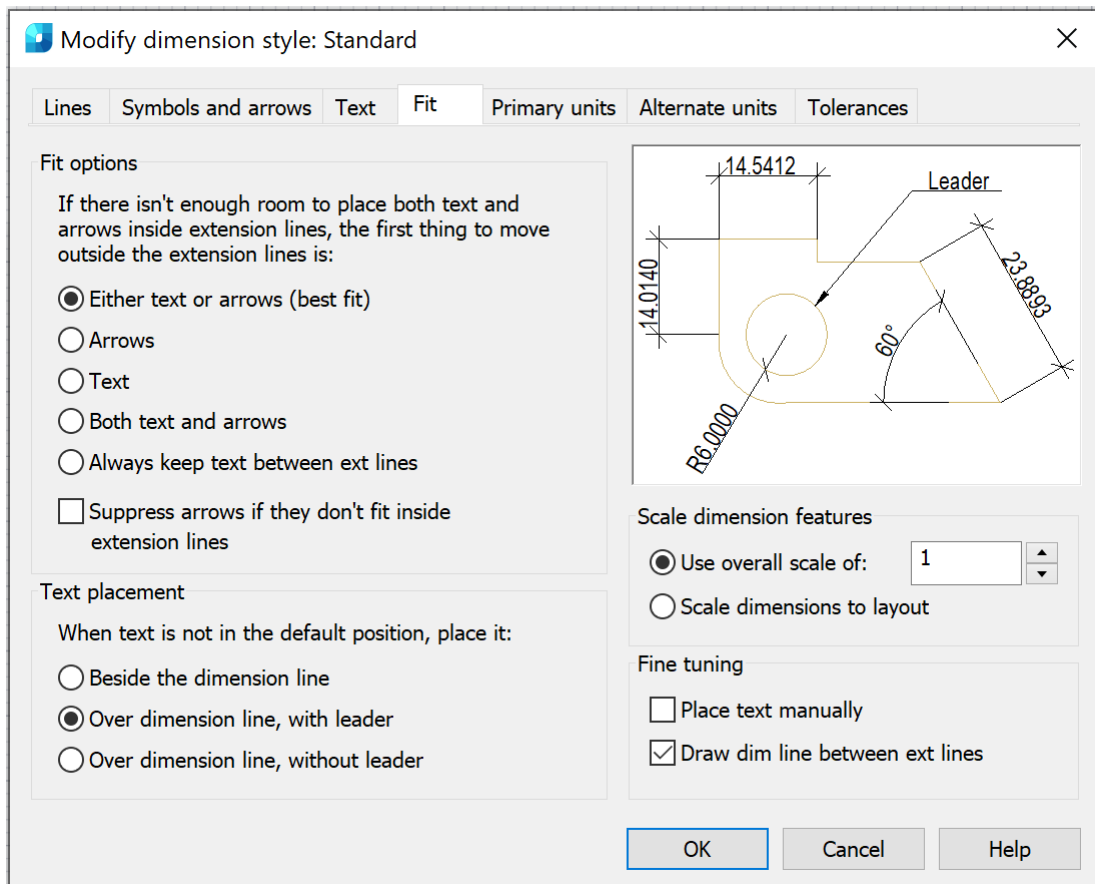 Modify dimension style: Standard
Lines
Symbols and arrows
Text
Fit
Primary units
Alternate units
Tolerances
Fit options
If there isn't enough room to place both text and
arrows inside extension lines, the first thing to move
outside the extension lines is:
Either text or arrows (best fit)
Arrows
Text
Both text and arrows
Always keep text between ext lines
Suppress arrows if they don't fit inside
extension lines
Text placement
When text is not in the default position, place it:
Beside the dimension line
Over dimension line, with leader
Over dimension line, without leader
14.5412
Leader
14.0140
23.8893
60°
R6.0000
Scale dimension features
Use overall scale of:
1
Scale dimensions to layout
Fine tuning
Place text manually
Draw dim line between ext lines
OK
Cancel
Help